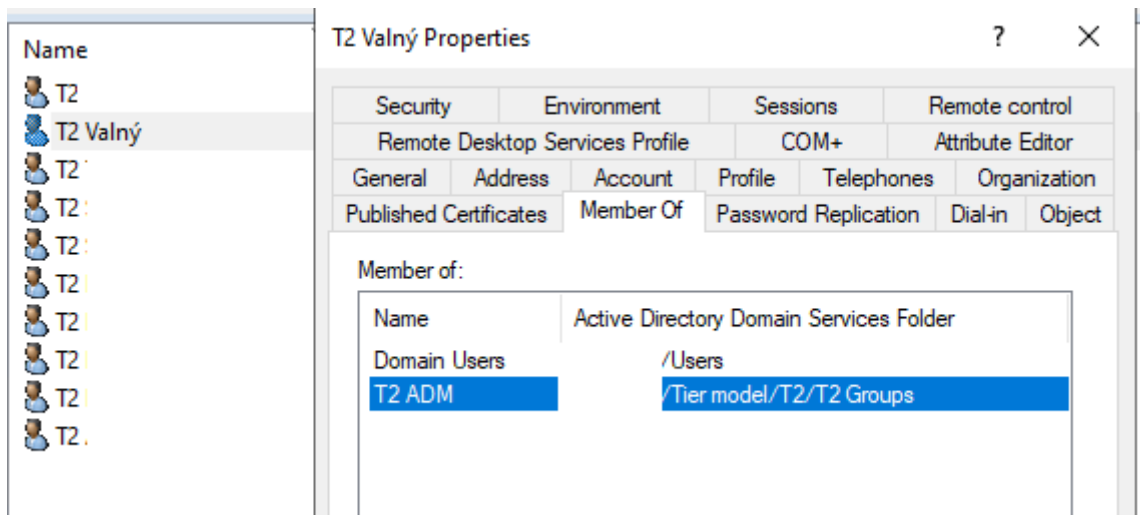 Name
T2
T2 Valný
T2
T2
T2
T2
T2
T2
T2
T2
T2 Valný Properties
?
Security Environment Sessions Remote control
Remote Desktop Services Profile COM+ Attribute Editor
General Address Account Profile Telephones Organization
Published Certificates Member Of Password Replication Dial-in Object
Member of:
Name Active Directory Domain Services Folder
Domain Users /Users
T2 ADM /Tier model/T2/T2 Groups